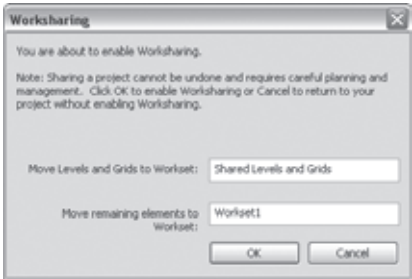 Worksharing
You are about to enable Worksharing.
Note: Sharing a project cannot be undone and requires careful planning and
management. Click OK to enable Worksharing or Cancel to return to your
project without enabling Worksharing.
Move Levels and Grids to Workset: Shared Levels and Grids
Move remaining elements to Workset1
Workset:
OK Cancel